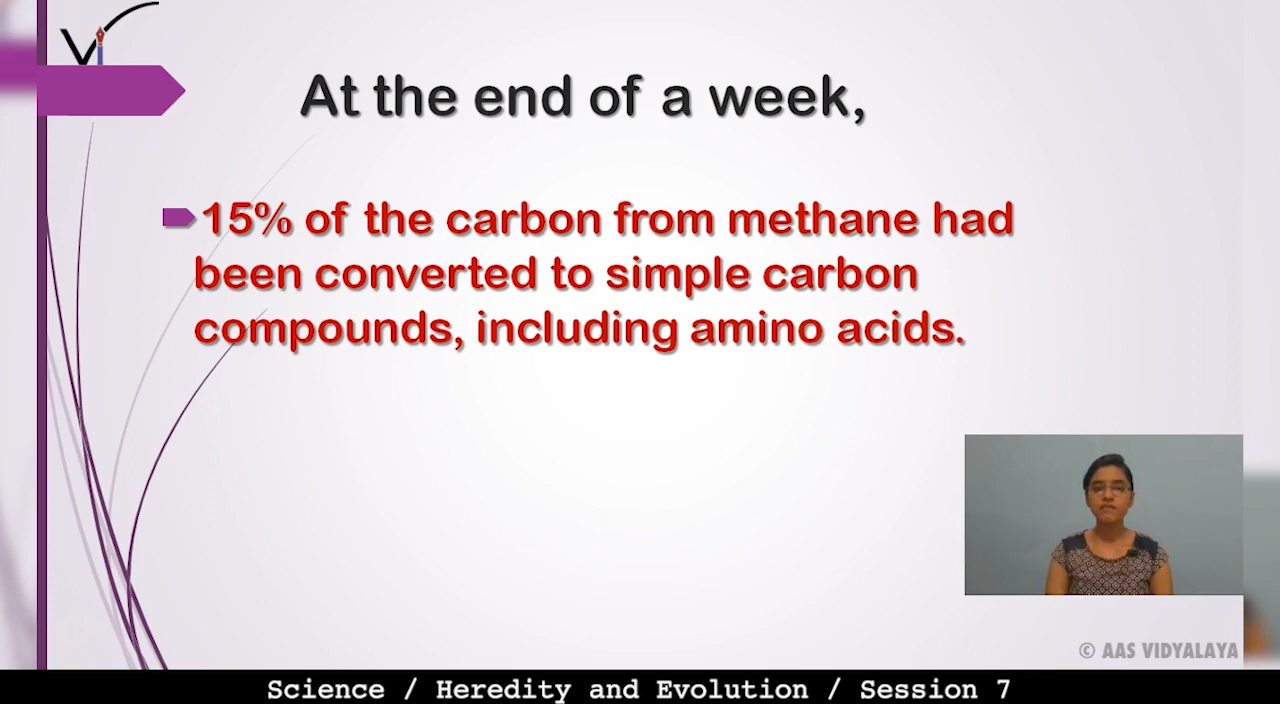 Vi
At the end of a week,
15% of the carbon from methane had
been converted to simple carbon
compounds, including amino acids.
© AAS VIDYALAYA
Science / Heredity and Evolution / Session 7